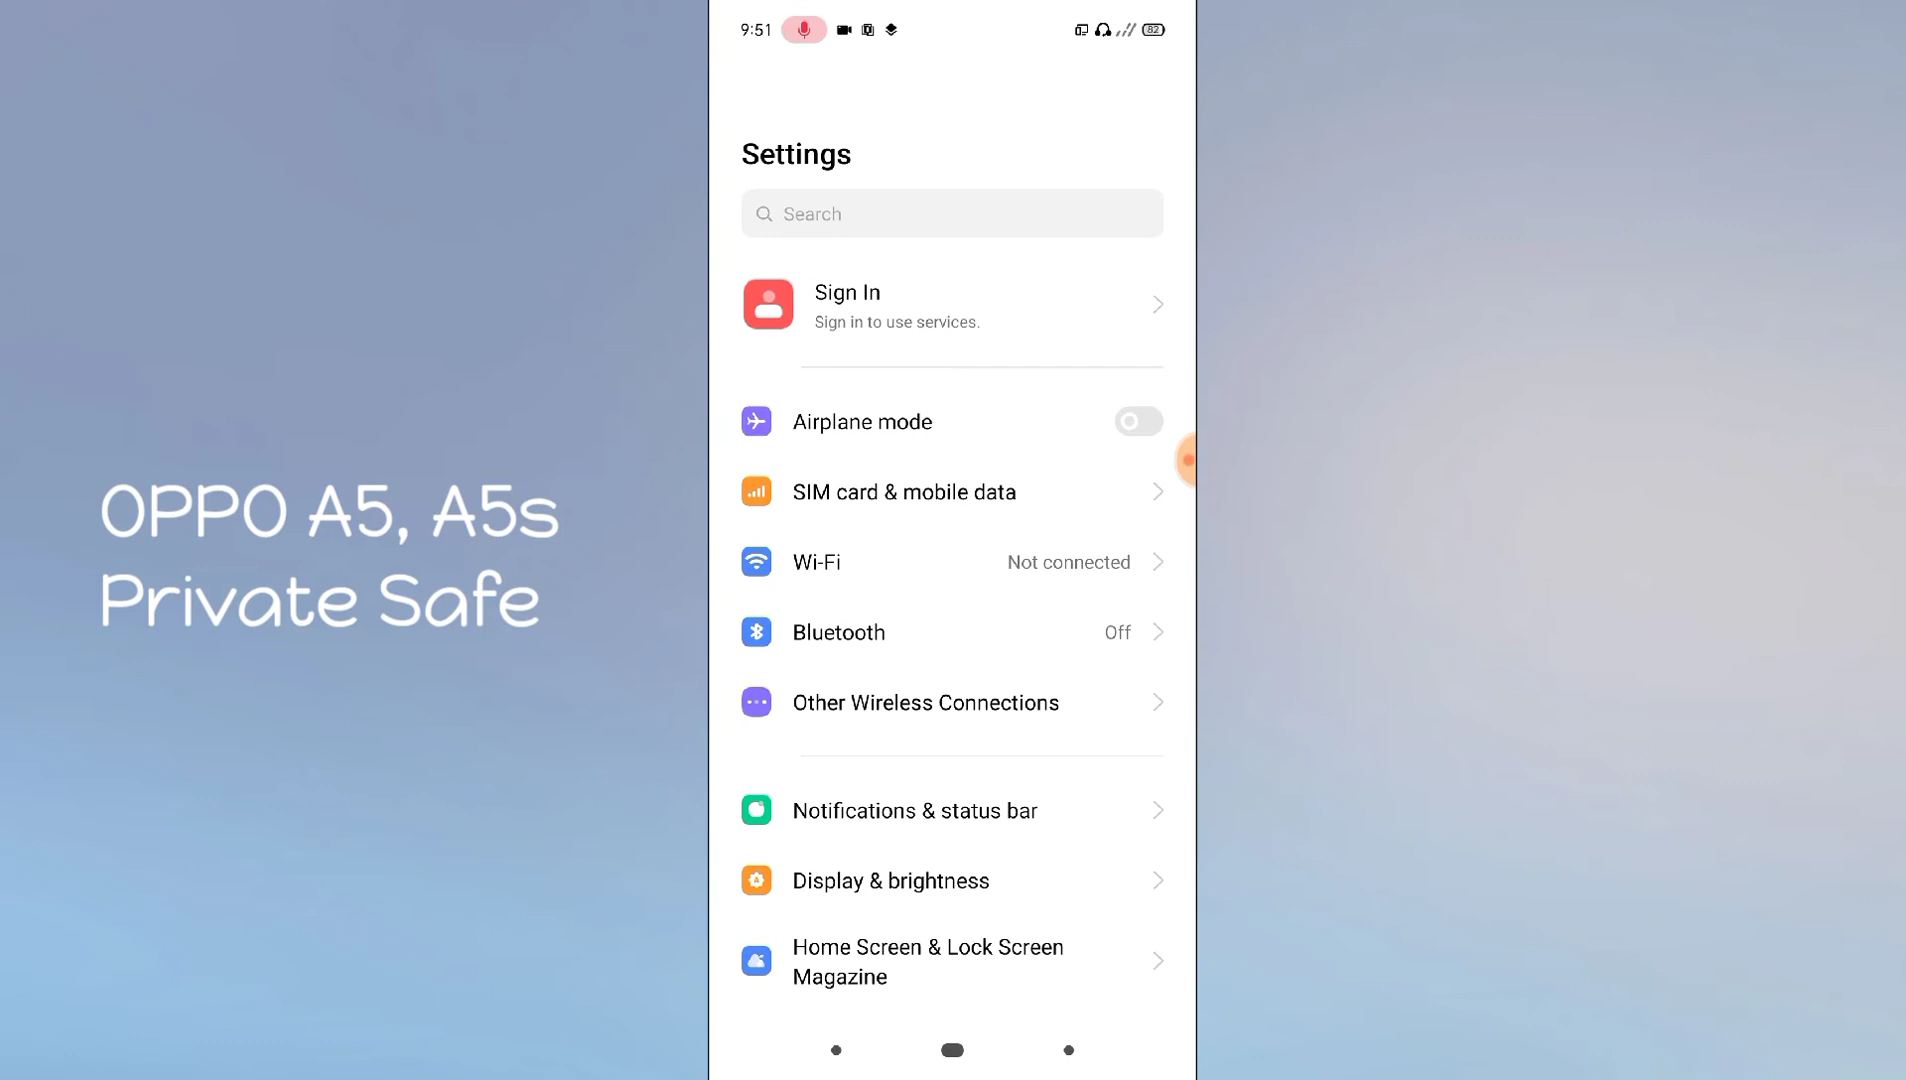 9:51
82
Settings
Search
Sign In
Sign in to use services.
Airplane mode
SIM card & mobile data
Wi-Fi
Not connected
Bluetooth
Off
Other Wireless Connections
Notifications & status bar
Display & brightness
Home Screen & Lock Screen
Magazine
OPPO A5, A5s
Private Safe